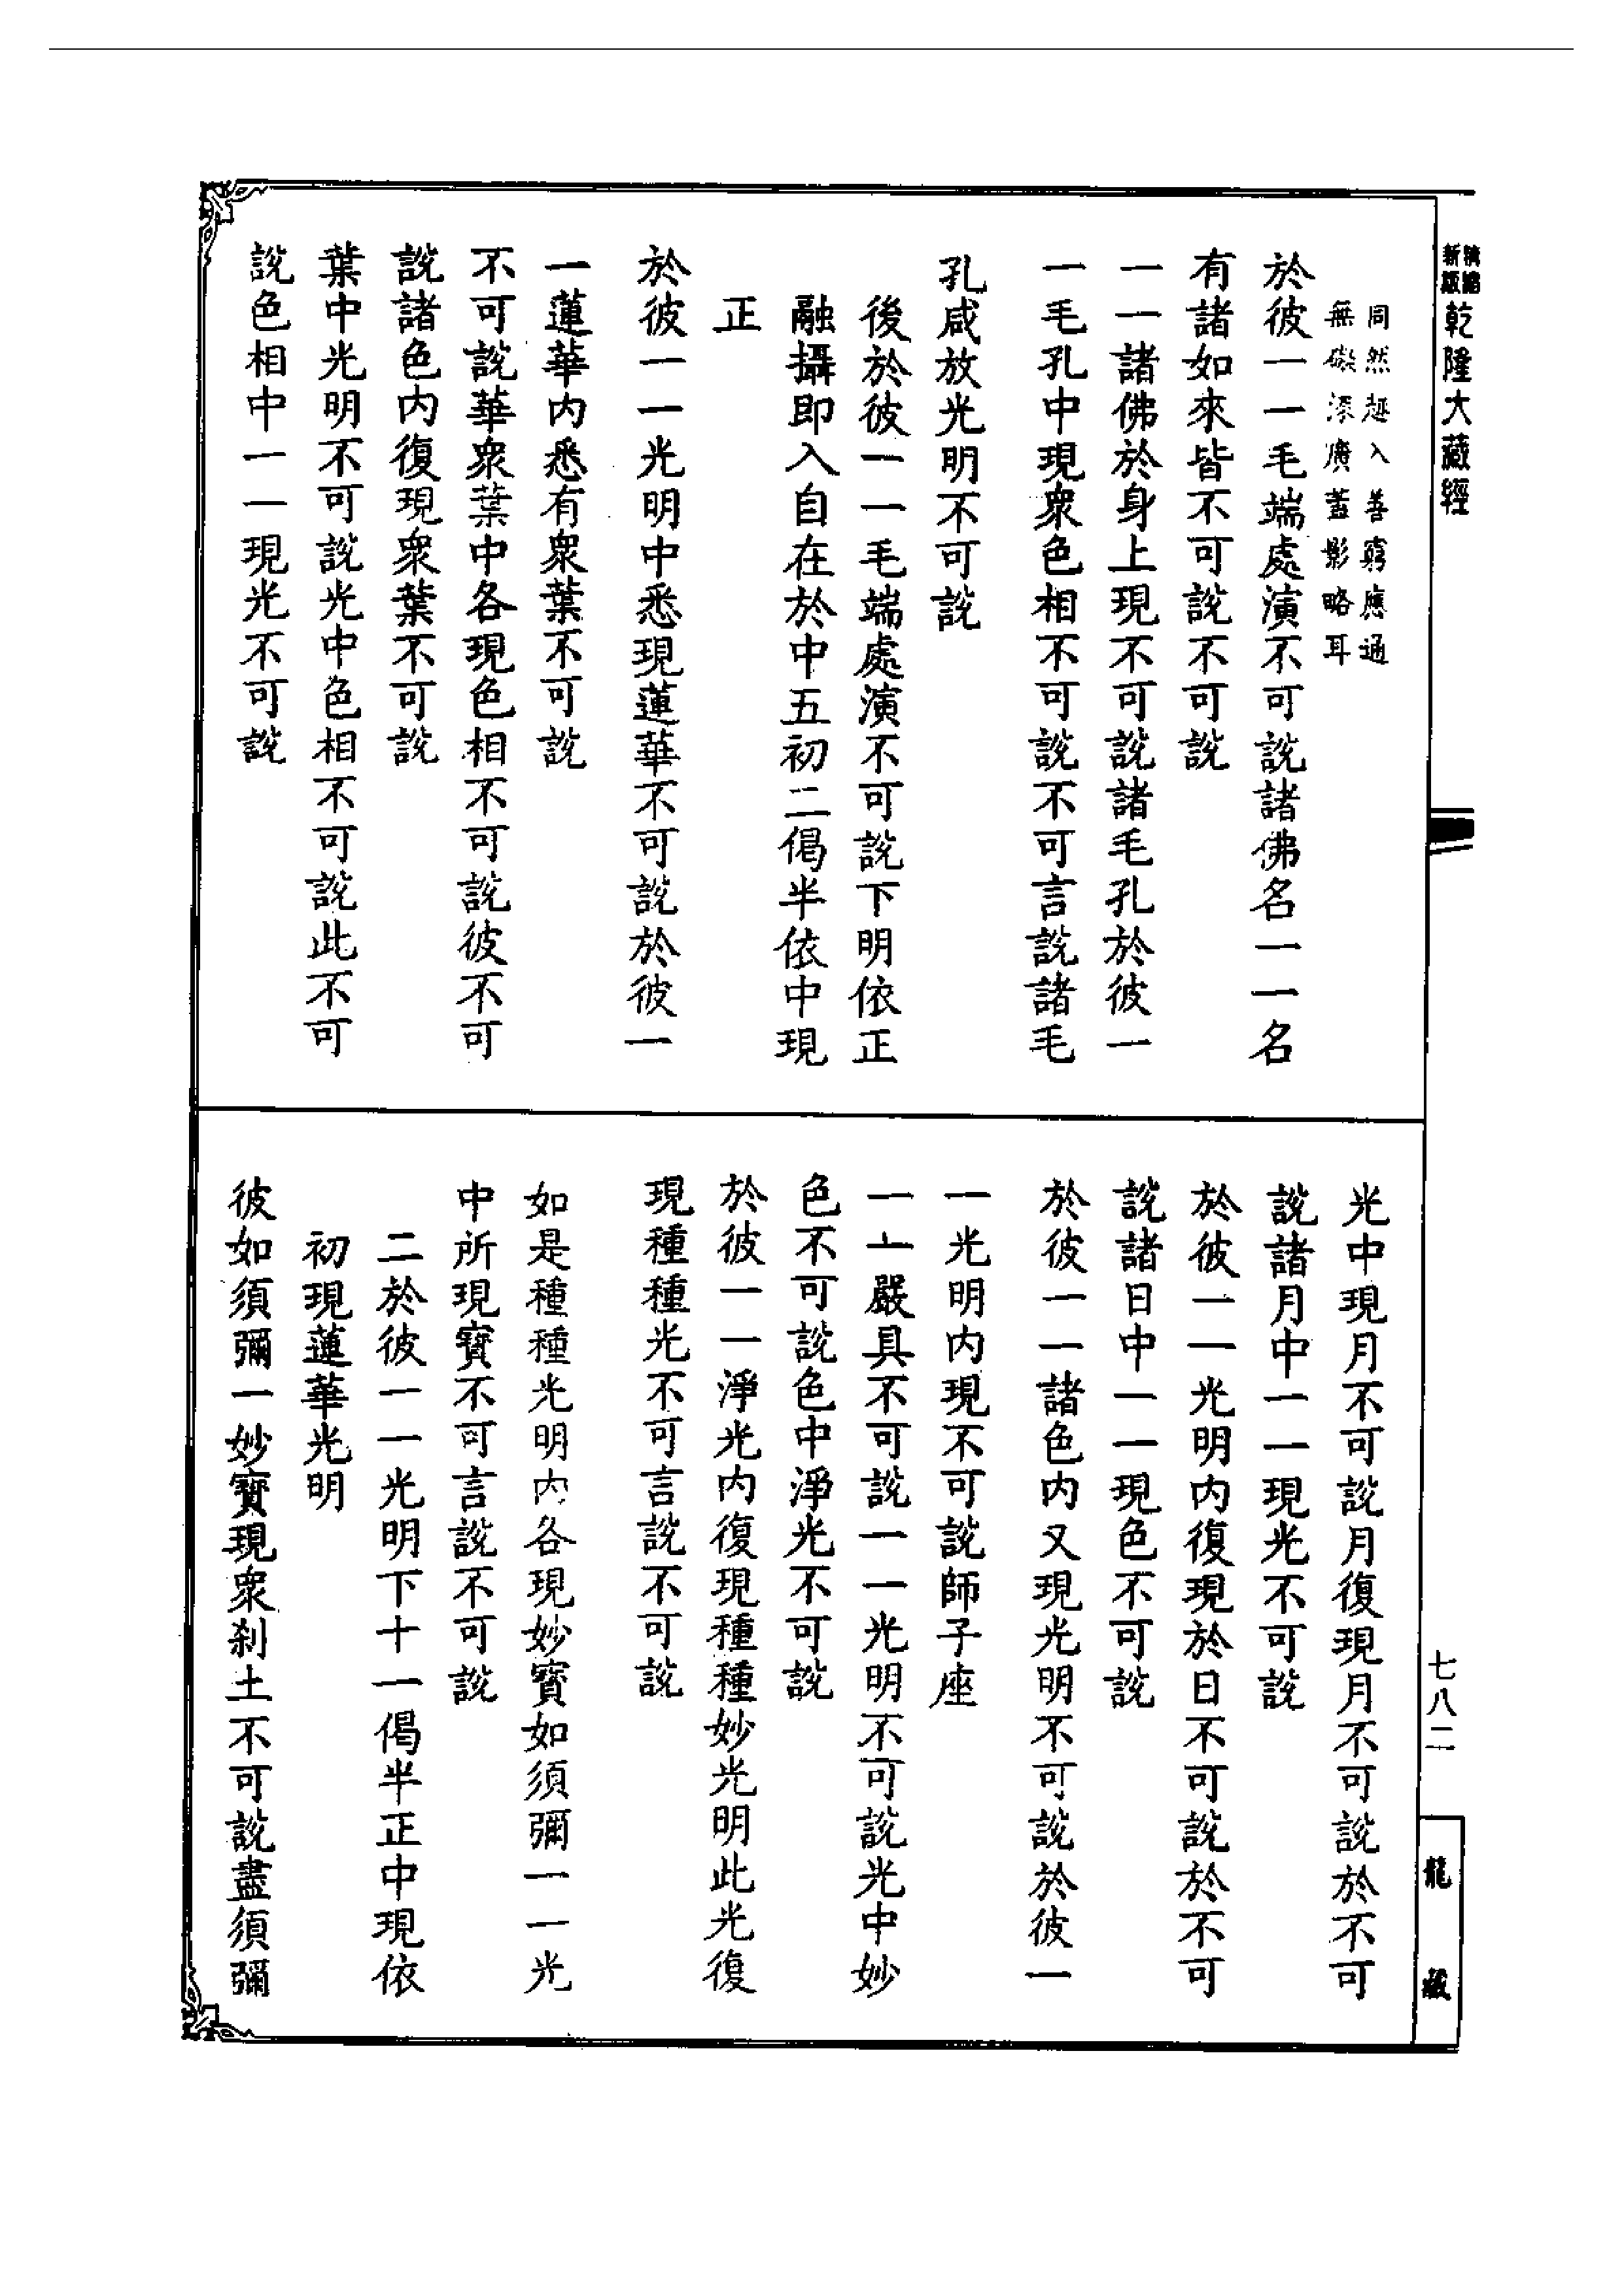 乾隆大藏經
同然趣入善窮應通
無礙深廣蓋影略耳
於彼一一毛端處演不可說諸佛名一一名
有諸如來皆不可說不可說
一一諸佛於身上現不可說諸毛孔於彼一
一毛孔中現衆色相不可說不可言說諸毛
孔咸放光明不可說
後於彼一一毛端處演不可說下明依正
融攝即入自在於中五初二偈半依中現
正
於彼一一光明中悉現蓮華不可說於彼一
一蓮華內悉有衆葉不可說
不可說華衆葉中各現色相不可說彼不可
說諸色內復現衆葉不可說
葉中光明不可說光中色相不可說此不可
說色相中一一現光不可說
光中現月不可說月復現月不可說於不可
說諸月中一一現光不可說
於彼一一光明內復現於日不可說於不可
說諸日中一一現色不可說
於彼一一諸色內又現光明不可說於彼一
一光明內現不可說師子座
一一嚴具不可說一一光明不可說光中妙
色不可說色中淨光不可說
於彼一一淨光內復現種種妙光明此光復
現種種光不可言說不可說
如是種種光明內各現妙寶如須彌一一光
中所現寶不可言說不可說
二於彼一一光明下十一偈半正中現依
初現蓮華光明
彼如須彌一妙寶現衆剎土不可說盡須彌
七八二
龍藏